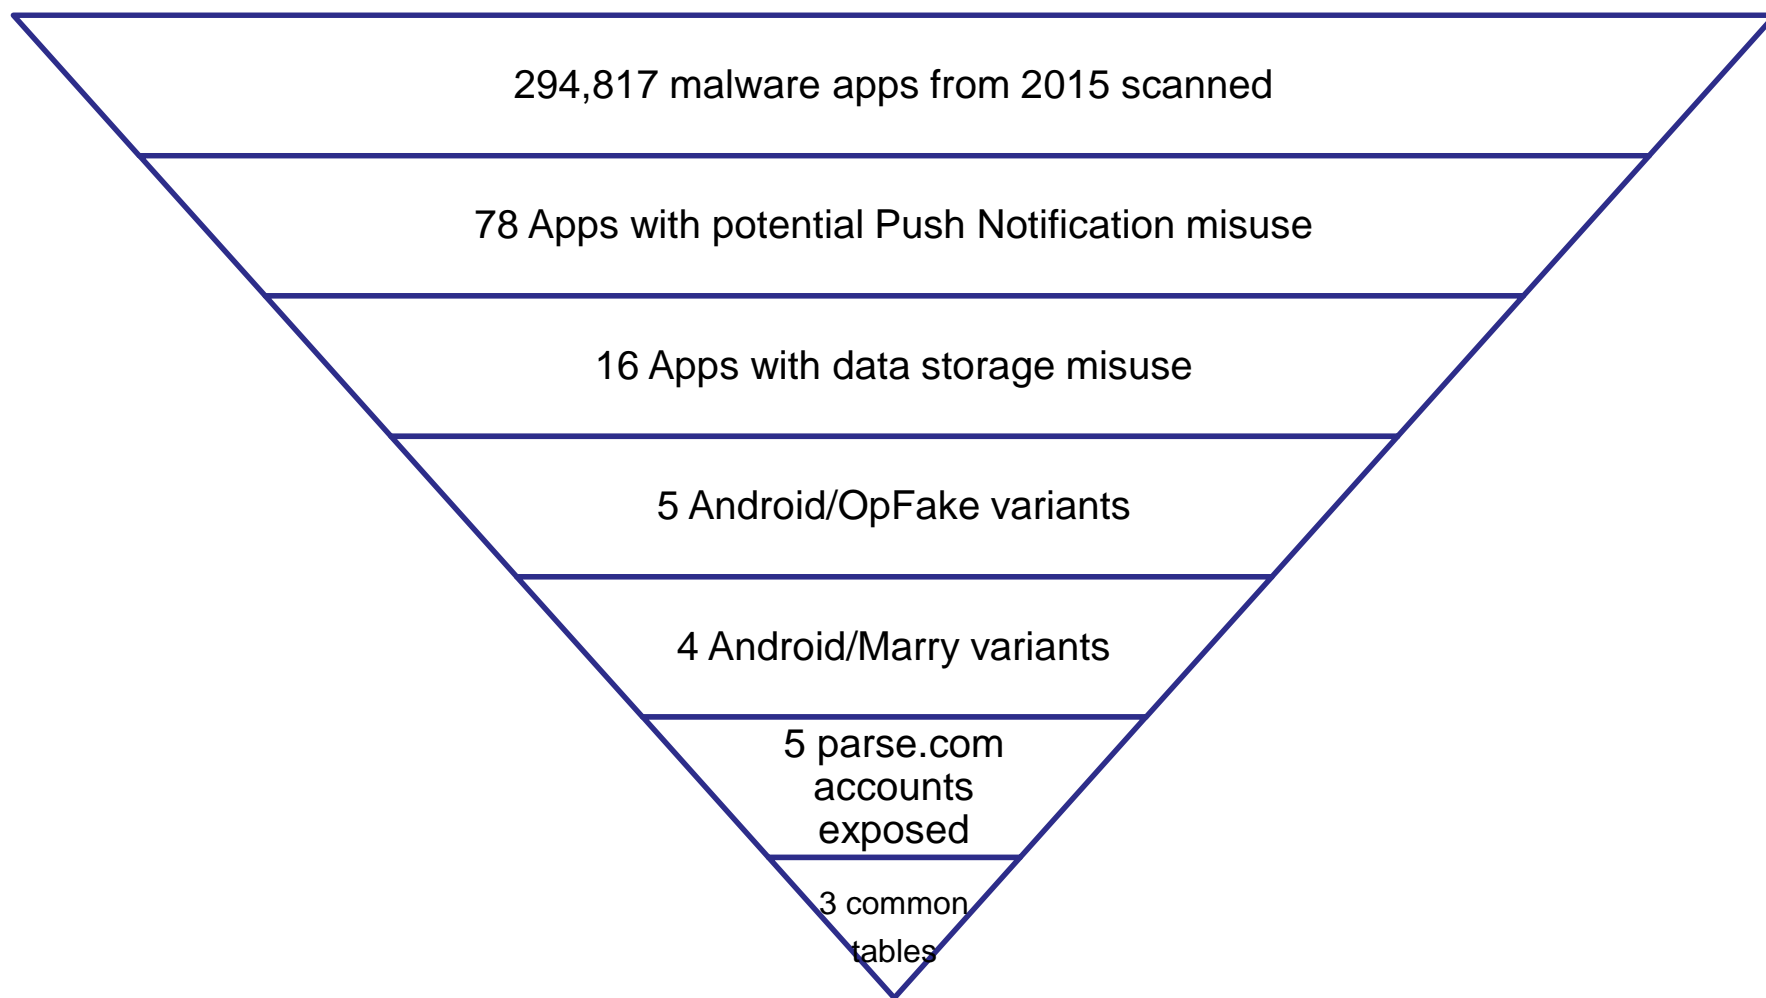 294,817 malware apps from 2015 scanned
78 Apps with potential Push Notification misuse
16 Apps with data storage misuse
5 Android/OpFake variants
4 Android/Marry variants
5 parse.com
accounts
exposed
3 common
tables